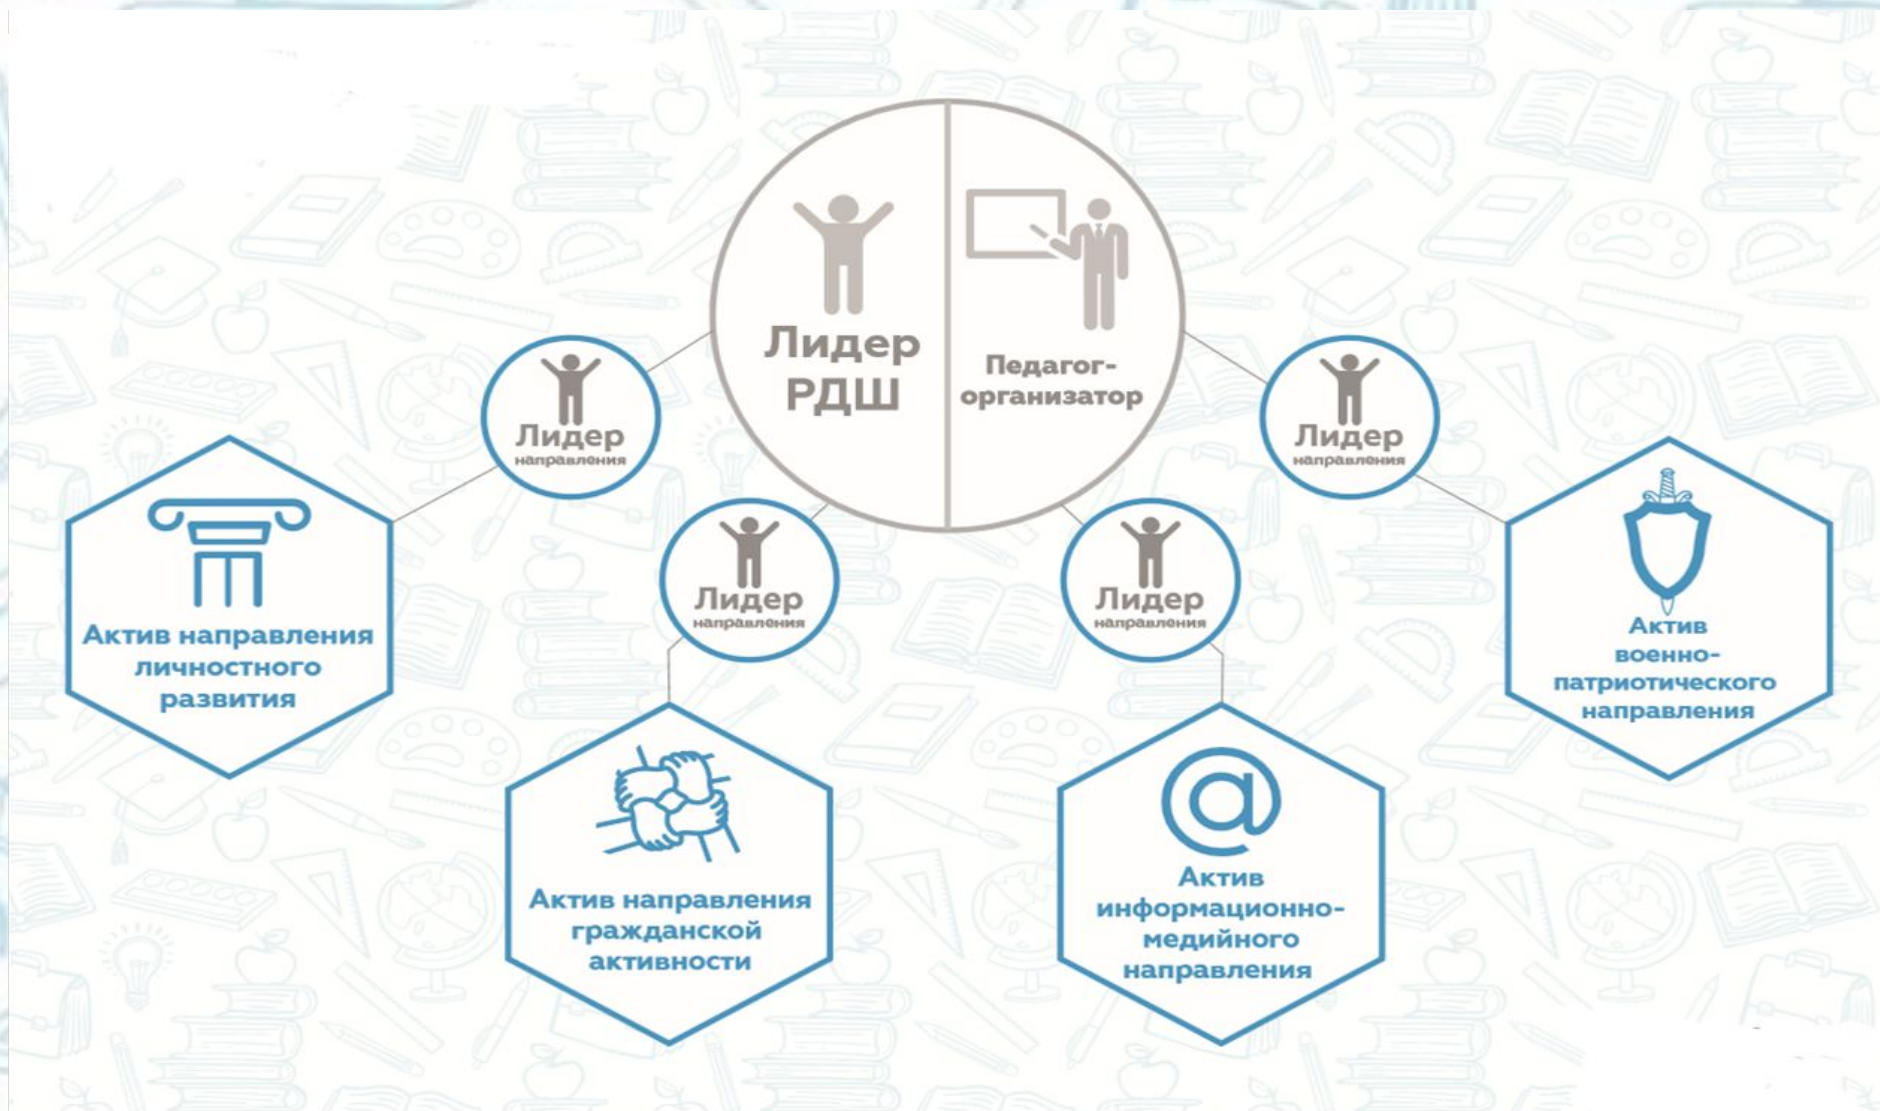 Лидер
РДШ
Педагог-
организатор
Лидер
направления
Лидер
направления
Лидер
направления
Лидер
направления
Актив направления
личностного
развития
Актив направления
гражданской
активности
@
Актив
информационно-
медийного
направления
Актив
военно-
патриотического
направления